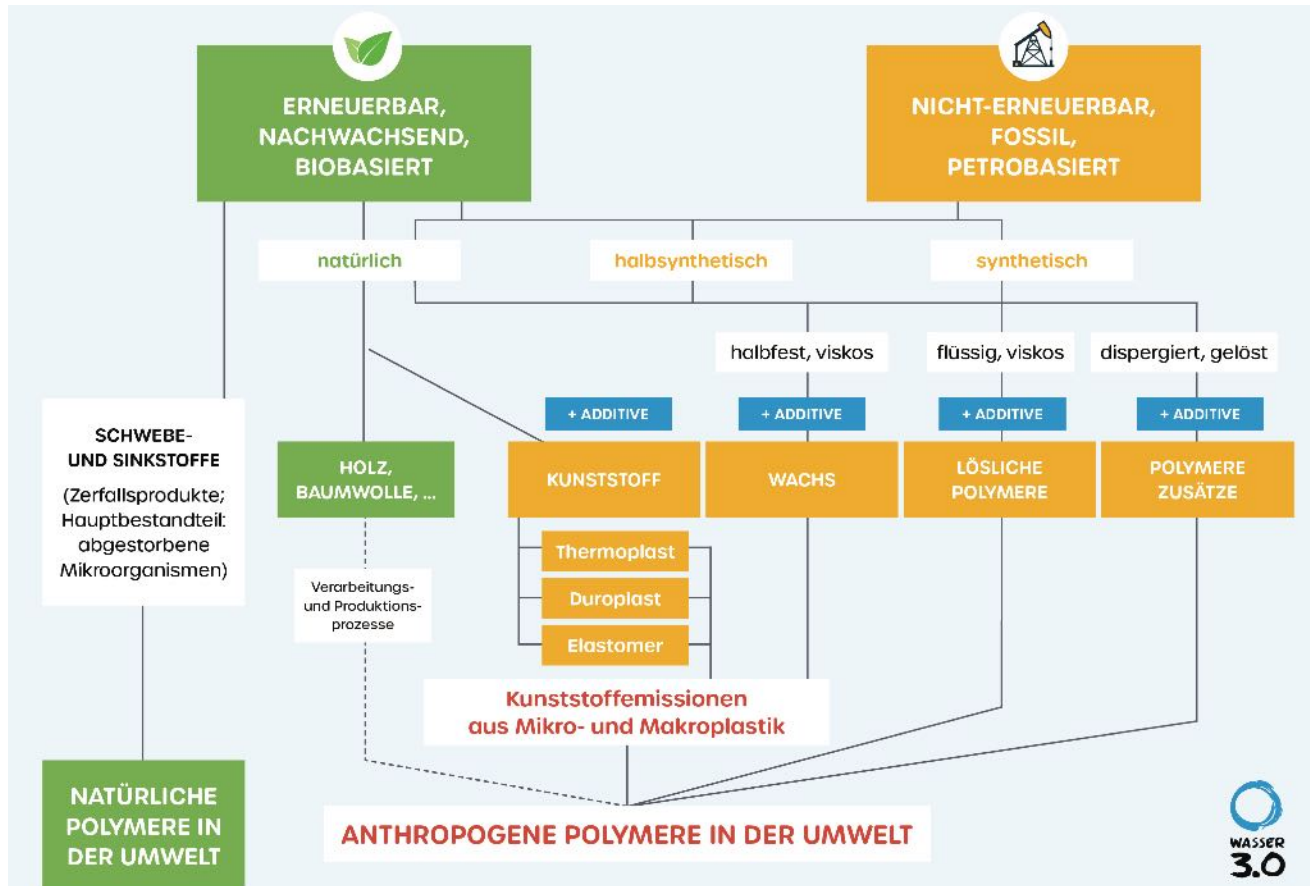 ERNEUERBAR,
NACHWACHSEND,
BIOBASIERT
NICHT-ERNEUERBAR,
FOSSIL,
PETROBASIERT
natürlich
halbsynthetisch
synthetisch
halbfest, viskos
flüssig, viskos
dispergiert, gelöst
+ ADDITIVE
+ ADDITIVE
+ ADDITIVE
+ ADDITIVE
SCHWEBE-
UND SINKSTOFFE
(Zerfallsprodukte;
Hauptbestandteil:
abgestorbene
Mikroorganismen)
HOLZ,
BAUMWOLLE, ...
KUNSTSTOFF
WACHS
LÖSLICHE
POLYMERE
POLYMERE
ZUSÄTZE
Thermoplast
Duroplast
Elastomer
Verarbeitungs-
und Produktions-
prozesse
Kunststoffemissionen
aus Mikro- und Makroplastik
NATÜRLICHE
POLYMERE IN
DER UMWELT
ANTHROPOGENE POLYMERE IN DER UMWELT
WASSER
3.0